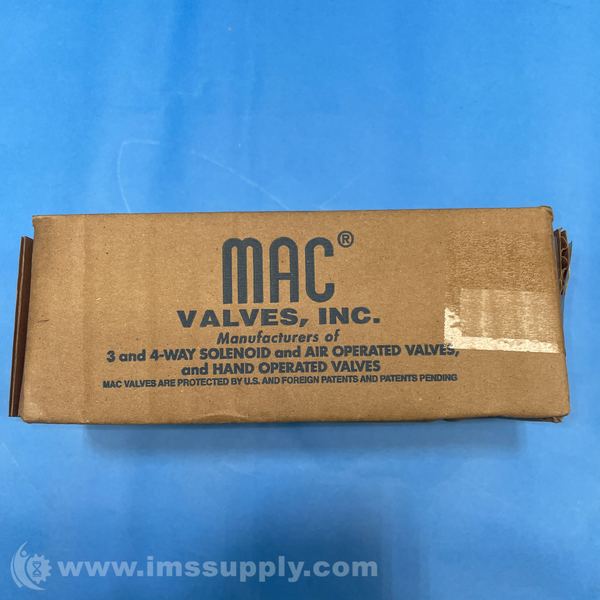 MAC®
VALVES, INC.
Manufacturers of
3 and 4-WAY SOLENOID and AIR OPERATED VALVES,
and HAND OPERATED VALVES
MAC VALVES ARE PROTECTED BY U.S. AND FOREIGN PATENTS AND PATENTS PENDING
www.imssupply.com